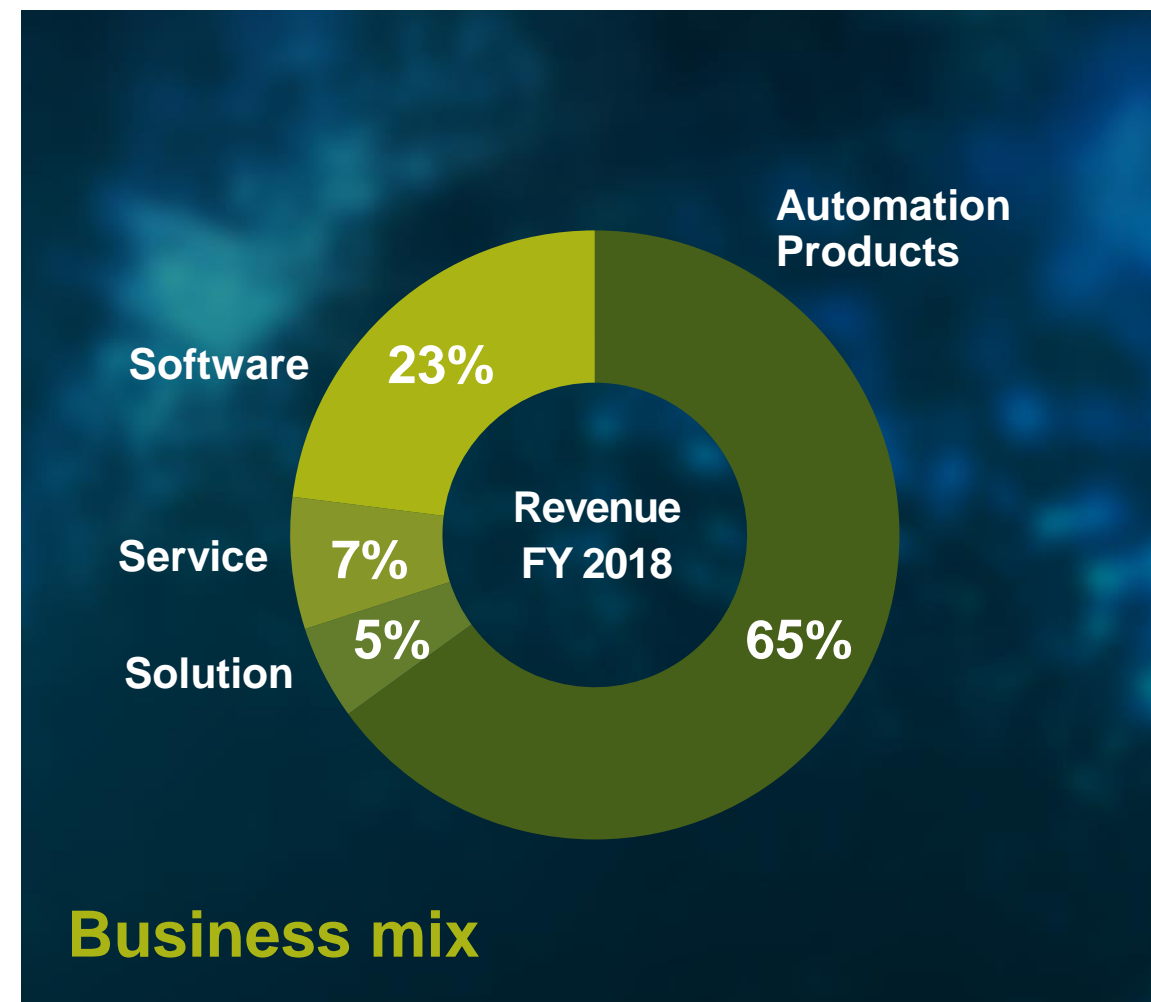 Automation
Products
Software
23%
Revenue
FY 2018
Service
7%
5%
65%
Solution
Business mix